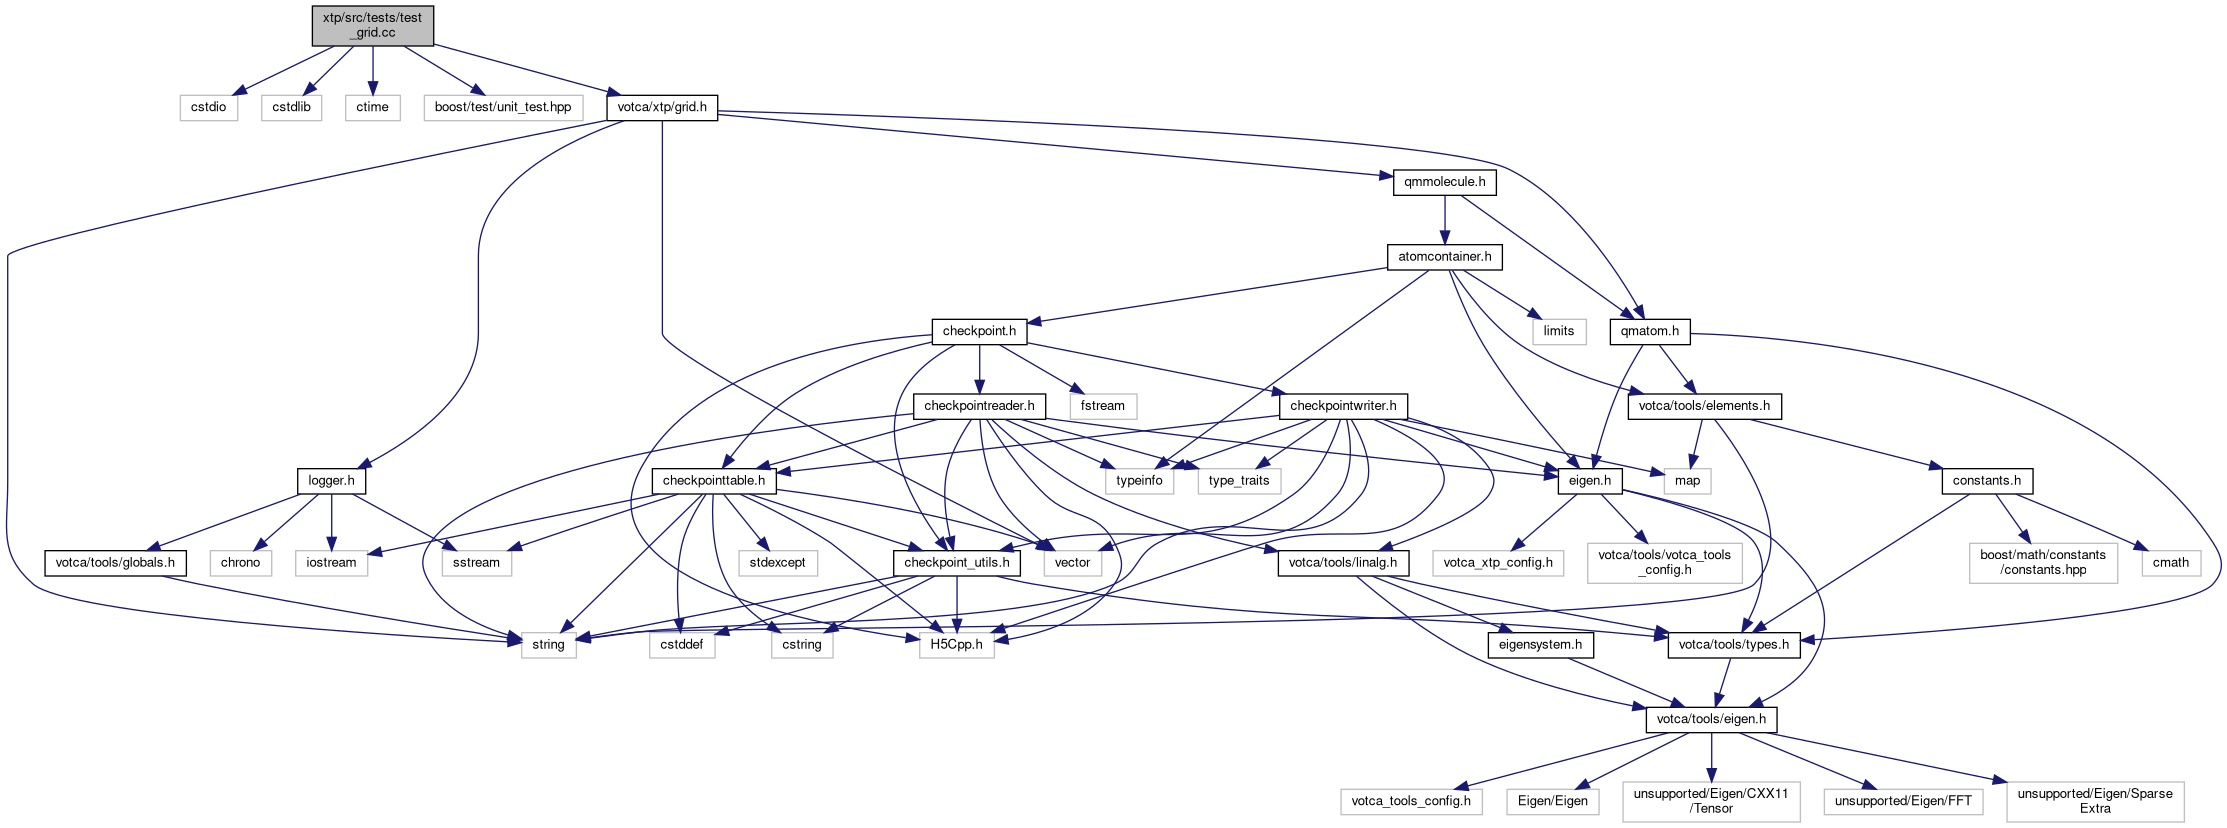 xtp/src/tests/test
_grid.cc
cstdio
cstdlib
ctime
boost/test/unit_test.hpp
votca/xtp/grid.h
qmmolecule.h
atomcontainer.h
checkpoint.h
limits
qmatom.h
checkpointreader.h
fstream
checkpointwriter.h
votca/tools/elements.h
logger.h
checkpointtable.h
typeinfo
type_traits
eigen.h
map
constants.h
votca/tools/globals.h
chrono
iostream
sstream
stdexcept
checkpoint_utils.h
vector
votca/tools/linalg.h
votca_xtp_config.h
votca/tools/votca_tools
_config.h
boost/math/constants
/constants.hpp
cmath
string
cstddef
cstring
H5Cpp.h
eigensystem.h
votca/tools/types.h
votca/tools/eigen.h
votca_tools_config.h
Eigen/Eigen
unsupported/Eigen/CXX11
/Tensor
unsupported/Eigen/FFT
unsupported/Eigen/Sparse
Extra